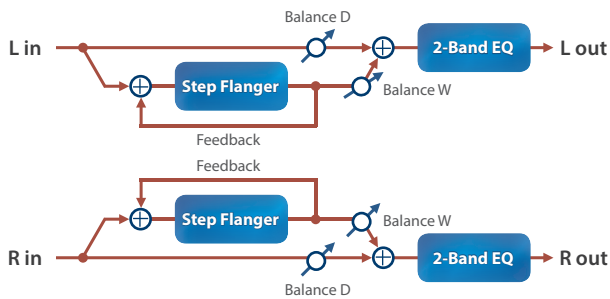 Balance D
L in
2-Band EQ
L out
Step Flanger
Balance W
Feedback
Feedback
Step Flanger
Balance W
R in
2-Band EQ
R out
Balance D